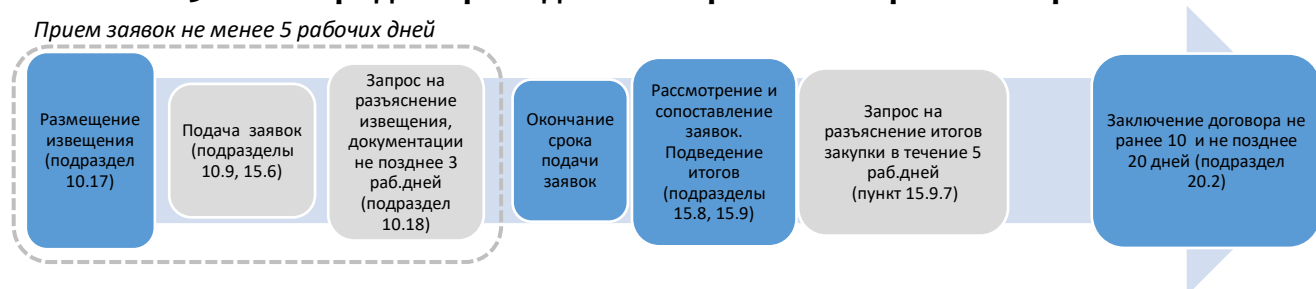 Прием заявок не менее 5 рабочих дней
Размещение
извещения
(подраздел
10.17)
Подача заявок
(подразделы
10.9, 15.6)
Запрос на
разъяснение
извещения,
документации
не позднее 3
раб.дней
(подраздел
10.18)
Окончание
срока
подачи
заявок
Рассмотрение и
сопоставление
заявок.
Подведение
итогов
(подразделы
15.8, 15.9)
Запрос на
разъяснение итогов
закупки в течение 5
раб.дней
(пункт 15.9.7)
Заключение договора не
ранее 10 и не позднее
20 дней (подраздел
20.2)